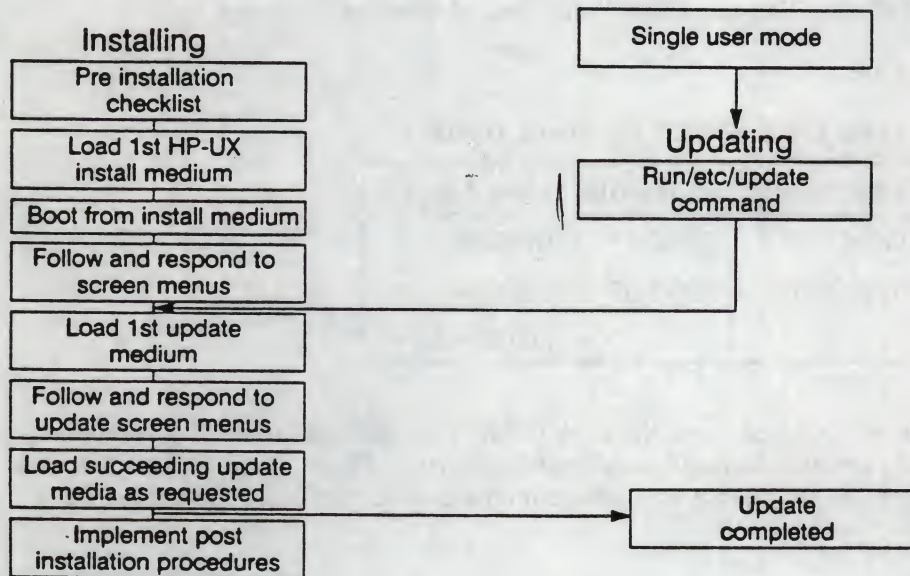 Installing
Pre installation
checklist
Load 1st HP-UX
install medium
Boot from install medium
Follow and respond to
screen menus
Load 1st update
medium
Follow and respond to
update screen menus
Load succeeding update
media as requested
Implement post
installation procedures
Single user mode
Updating
Run/etc/update
command
Update
completed